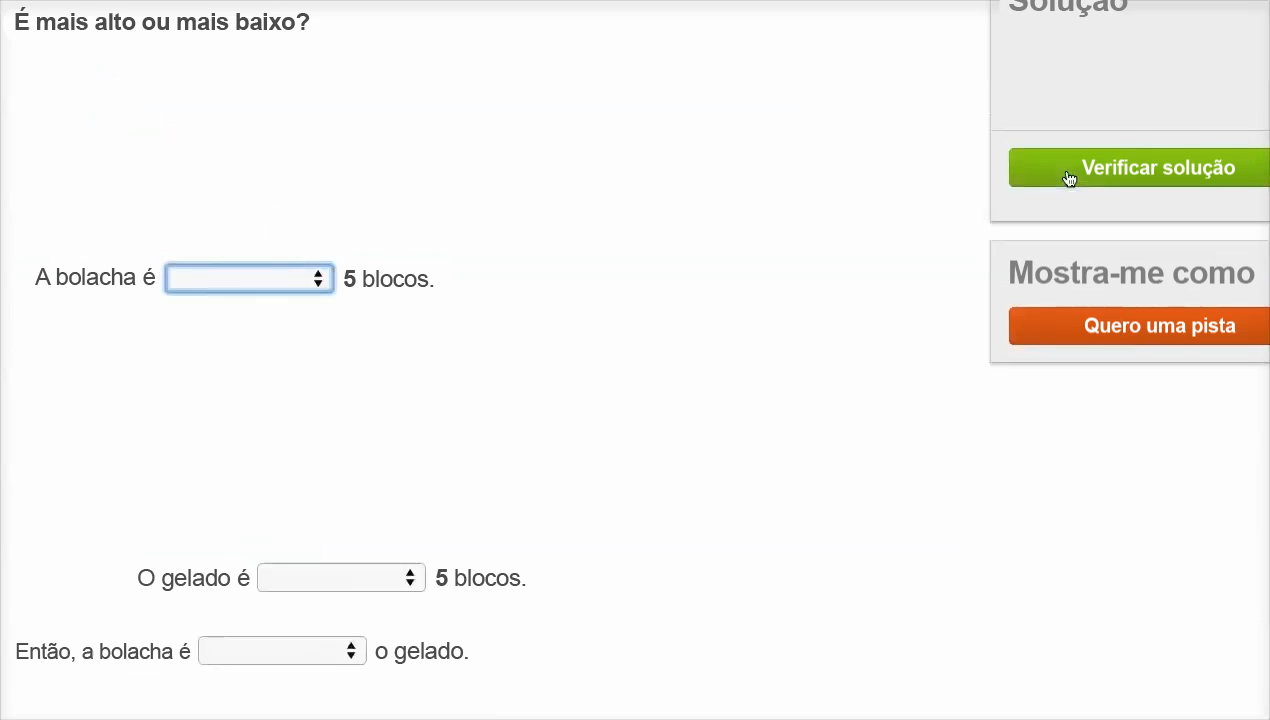 É mais alto ou mais baixo?
Solução
Verificar solução
A bolacha é 5 blocos.
Mostra-me como
Quero uma pista
O gelado é 5 blocos.
Então, a bolacha é o gelado.